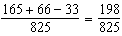 (165 + 66 − 33) / 825 = 198 / 825